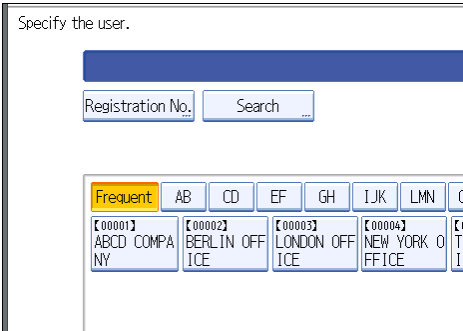 Specify the user.
Registration No.... Search ...
Frequent AB CD EF GH IJK LMN
【00001】 【00002】 【00003】 【00004】
ABCD COMPA BERLIN OFF LONDON OFF NEW YORK O
NY ICE ICE FFICE